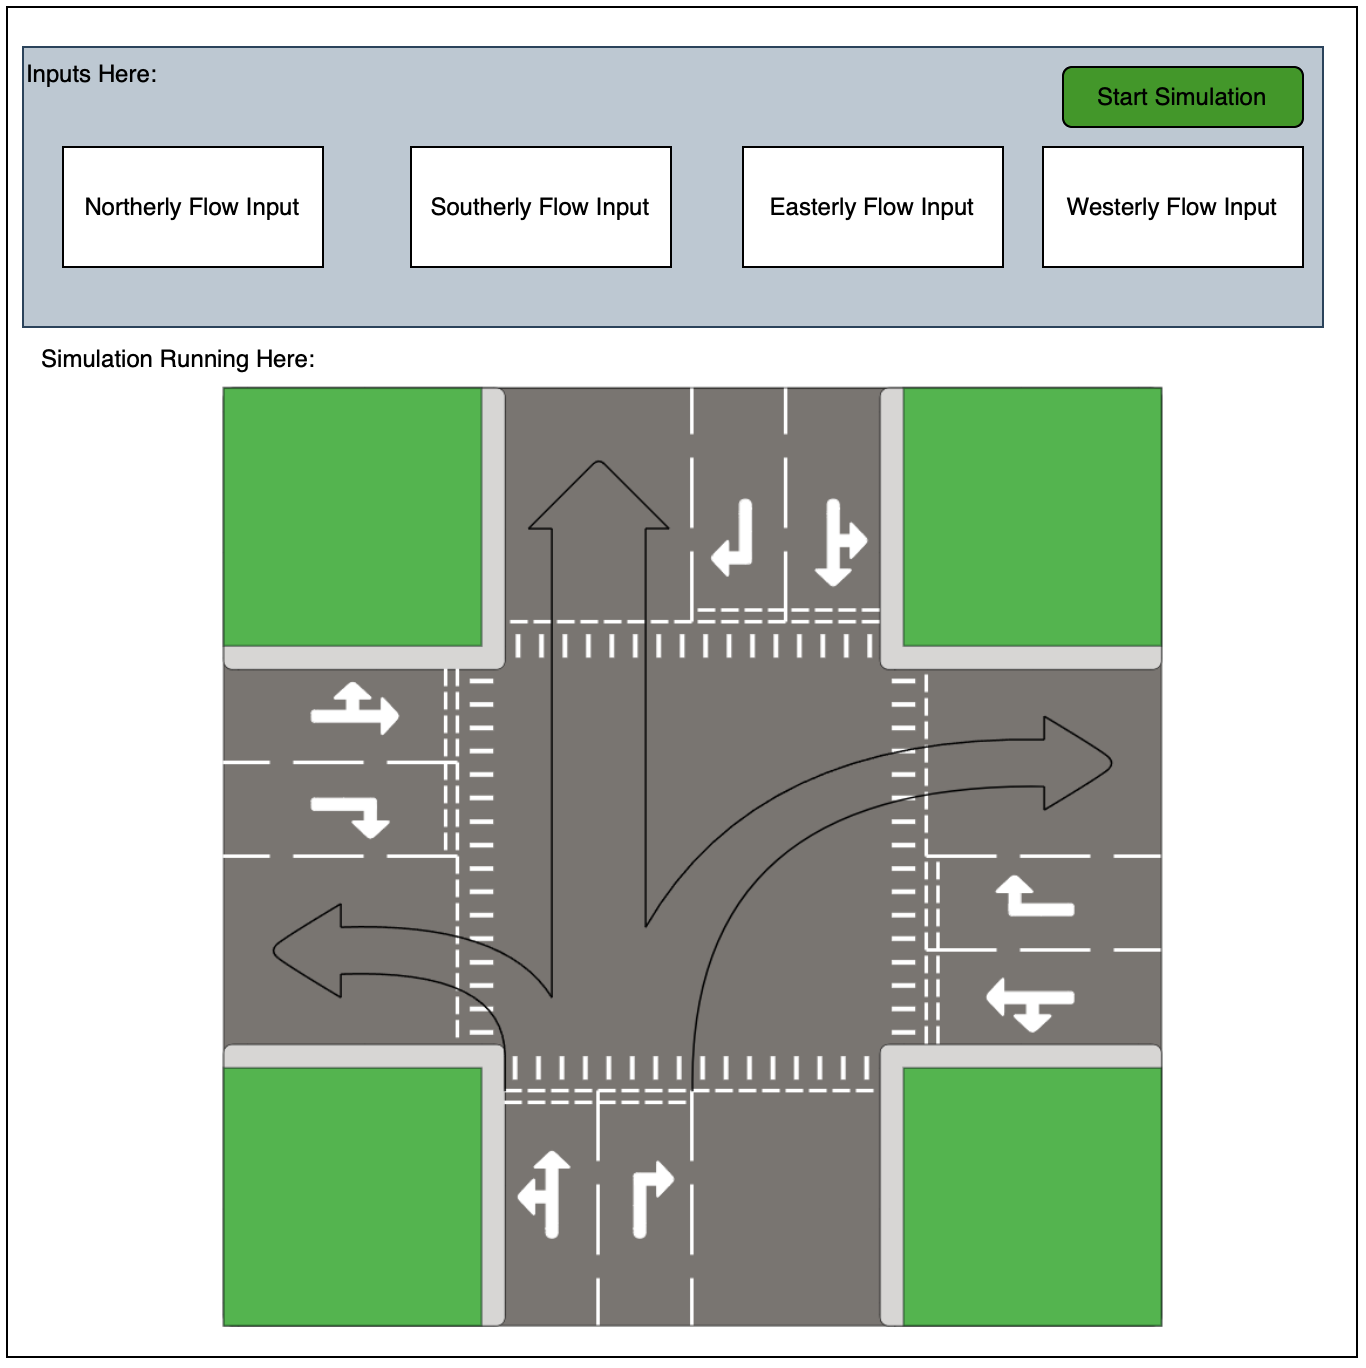 Inputs Here:
Start Simulation
Northerly Flow Input
Southerly Flow Input
Easterly Flow Input
Westerly Flow Input
Simulation Running Here: